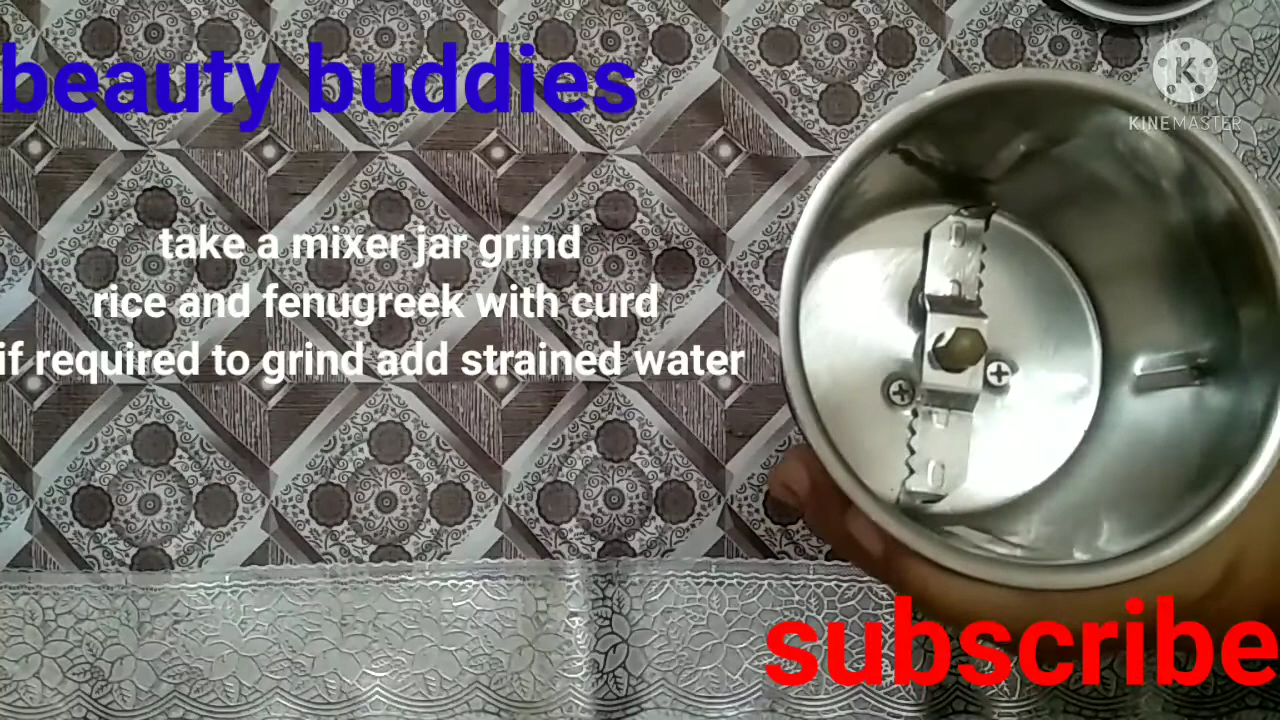 beauty buddies
K
KINEMASTER
take a mixer jar grind
rice and fenugreek with curd
if required to grind add strained water
subscribe